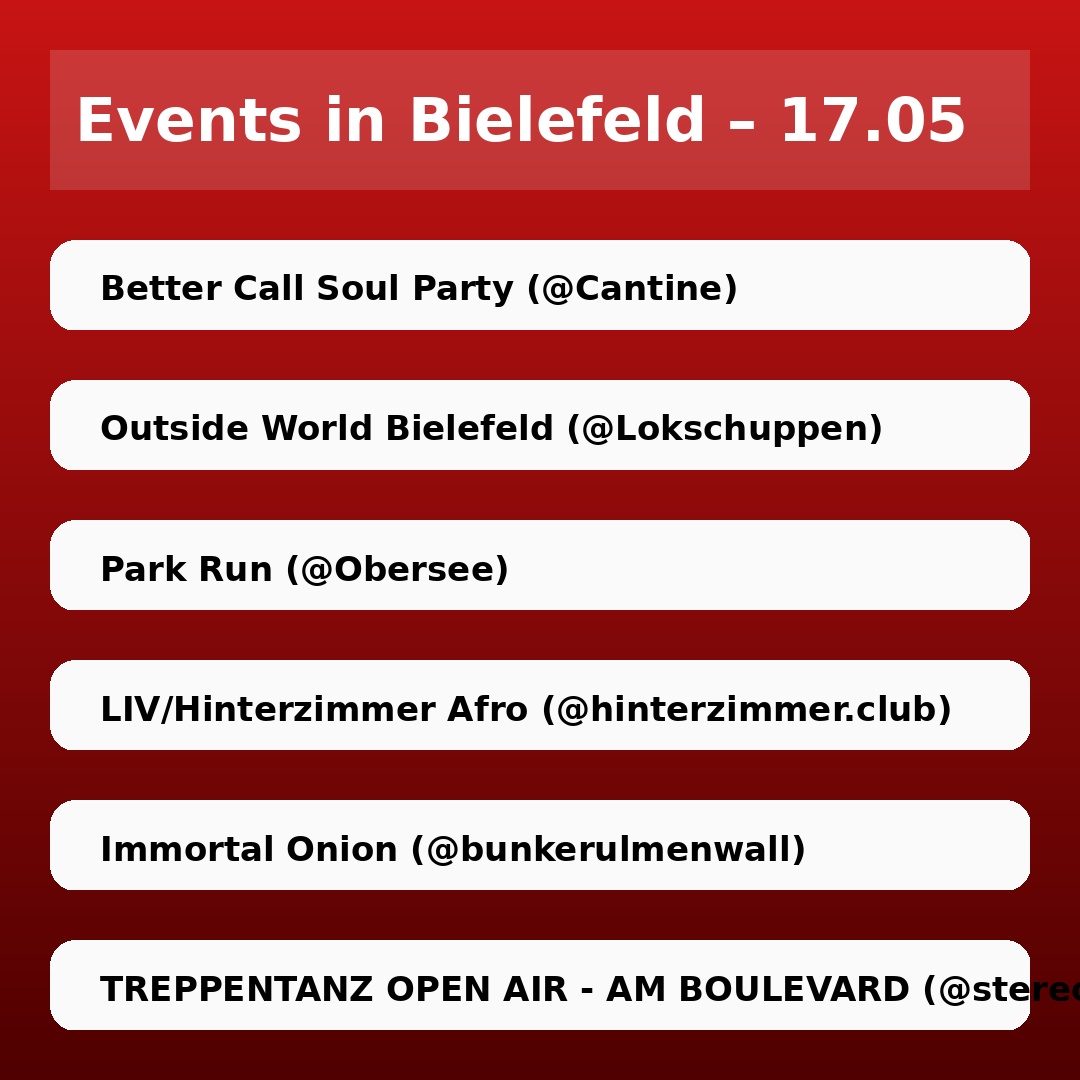 Events in Bielefeld – 17.05
Better Call Soul Party (@Cantine)
Outside World Bielefeld (@Lokschuppen)
Park Run (@Obersee)
LIV/Hinterzimmer Afro (@hinterzimmer.club)
Immortal Onion (@bunkerulmenwall)
TREPPENTANZ OPEN AIR - AM BOULEVARD